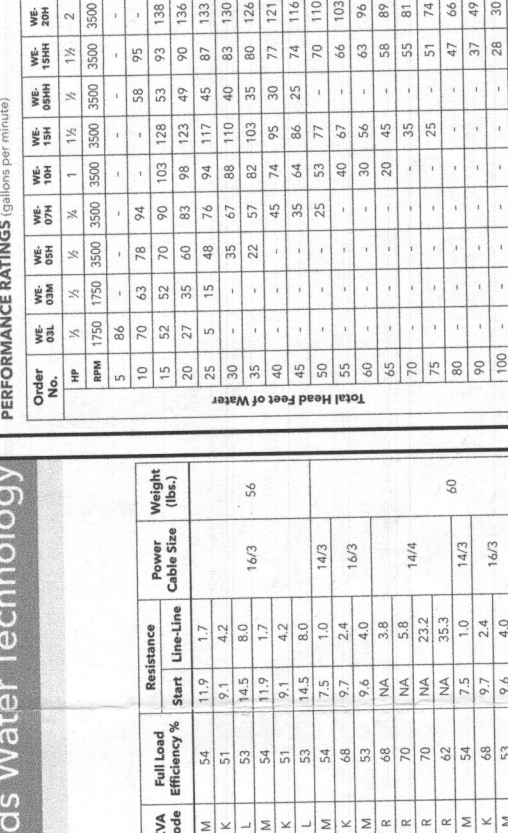 ds Water Technology
VA ode Full Load Efficiency % Resistance Power Cable Size Weight (lbs.)
Start Line-Line
M 54 11.9 1.7 16/3 56
K 51 9.1 4.2
L 53 14.5 8.0
M 54 11.9 1.7
K 51 9.1 4.2
L 53 14.5 8.0
M 54 7.5 1.0 14/3 60
K 68 9.7 2.4 16/3
M 53 9.6 4.0
R 68 NA 3.8 14/4
R 70 NA 5.8
R 70 NA 23.2
R 62 NA 35.3
M 54 7.5 1.0 14/3
K 68 9.7 2.4 16/3
M 53 9.6 4.0
PERFORMANCE RATINGS (gallons per minute)
Order No. WE-03L WE-03M WE-05H WE-07H WE-10H WE-15H WE-05HH WE-15HH WE-20H
HP ⅓ ⅓ ½ ¾ 1 1½ ½ 1½ 2
RPM 1750 1750 3500 3500 3500 3500 3500 3500 3500
Total Head Feet of Water
5 86 - - - - - - - -
10 70 63 78 94 - - 58 95 -
15 52 52 70 90 103 128 53 93 138
20 27 35 60 83 98 123 49 90 136
25 5 15 48 76 94 117 45 87 133
30 - - 35 67 88 110 40 83 130
35 - - 22 57 82 103 35 80 126
40 - - - 45 74 95 30 77 121
45 - - - 35 64 86 25 74 116
50 - - - 25 53 77 - 70 110
55 - - - - 40 67 - 66 103
60 - - - - 30 56 - 63 96
65 - - - - 20 45 - 58 89
70 - - - - - 35 - 55 81
75 - - - - - 25 - 51 74
80 - - - - - - - 47 66
90 - - - - - - - 37 49
100 - - - - - - - 28 30